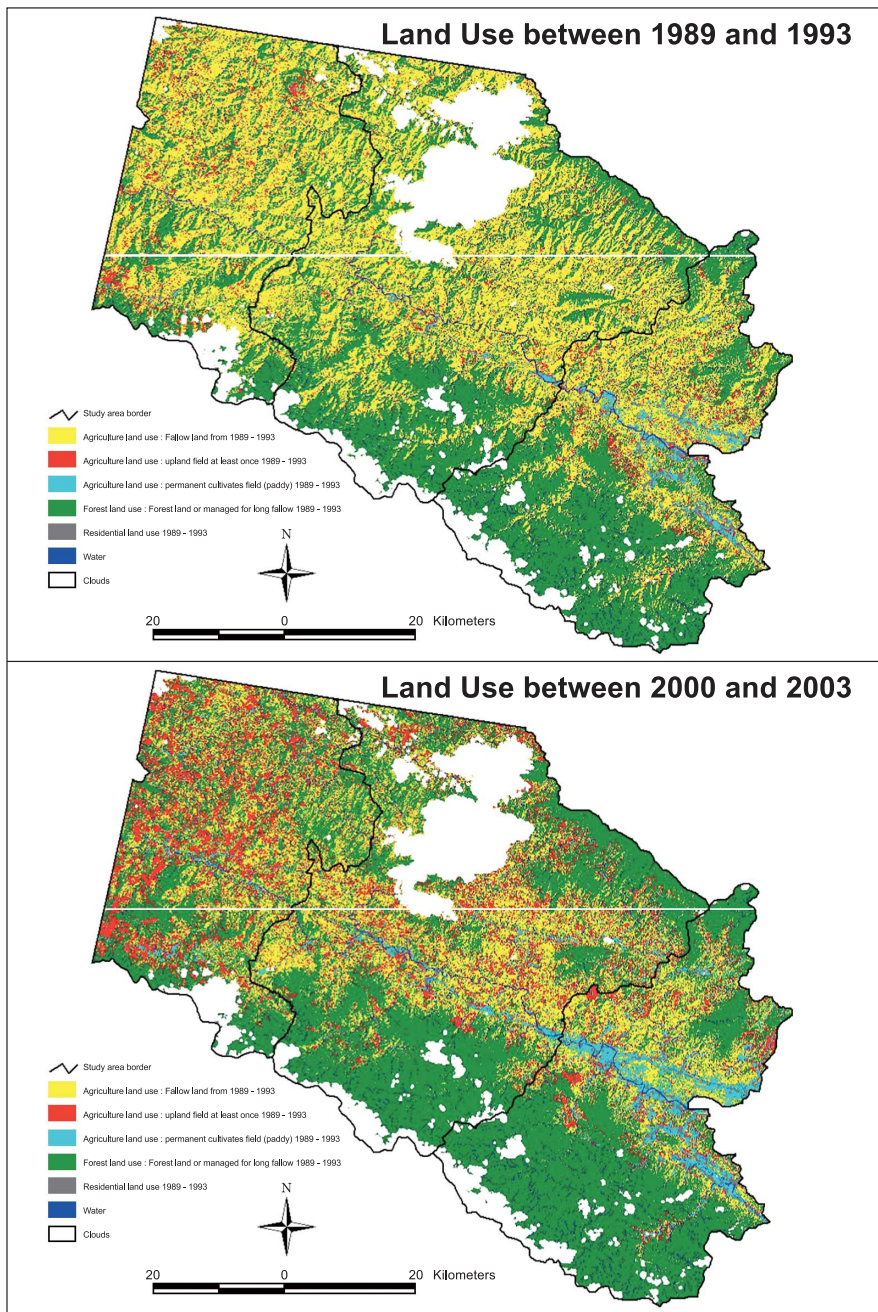 Land Use between 1989 and 1993
Study area border
Agriculture land use : Fallow land from 1989 - 1993
Agriculture land use : upland field at least once 1989 - 1993
Agriculture land use : permanent cultivates field (paddy) 1989 - 1993
Forest land use : Forest land or managed for long fallow 1989 - 1993
Residential land use 1989 - 1993
Water
Clouds
N
20 0 20 Kilometers
Land Use between 2000 and 2003
Study area border
Agriculture land use : Fallow land from 1989 - 1993
Agriculture land use : upland field at least once 1989 - 1993
Agriculture land use : permanent cultivates field (paddy) 1989 - 1993
Forest land use : Forest land or managed for long fallow 1989 - 1993
Residential land use 1989 - 1993
Water
Clouds
N
20 0 20 Kilometers